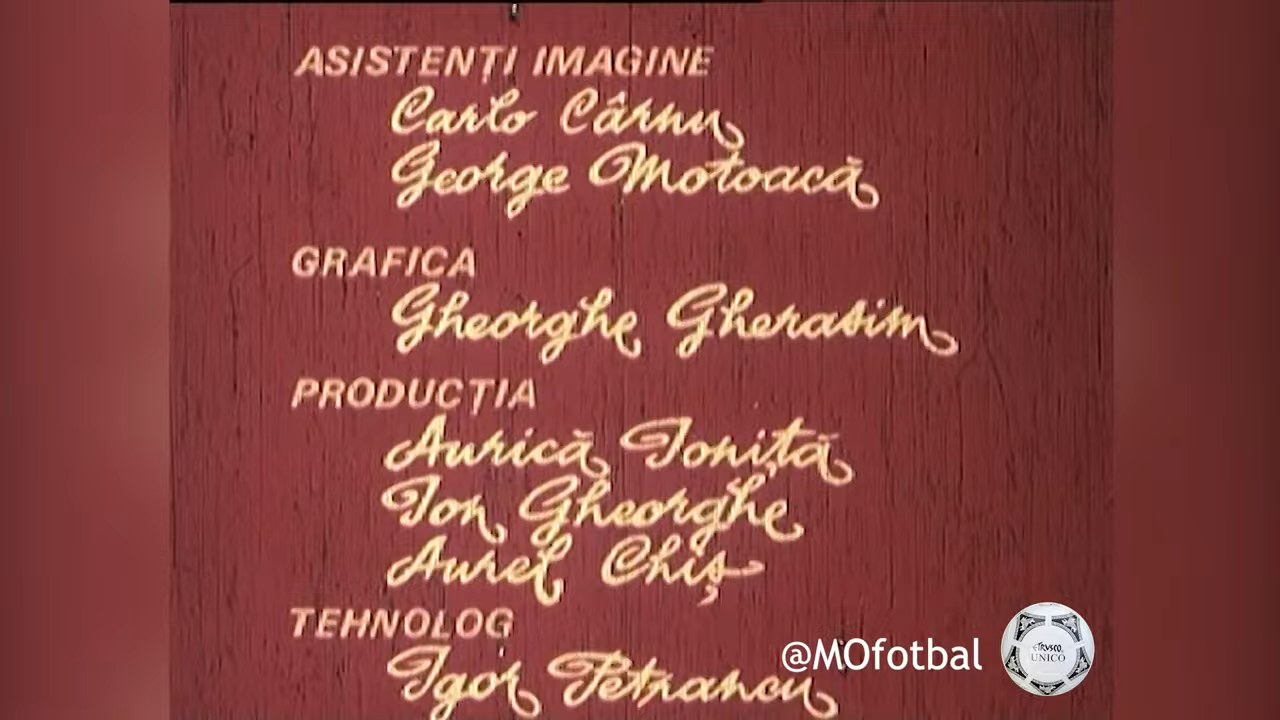 ASISTENȚI IMAGINE
Carlo Cârnu
George Motoacă
GRAFICA
Gheorghe Gherasim
PRODUCȚIA
Aurică Ioniță
Ion Gheorghe
Aurel Chiș
TEHNOLOG
Igor Petrancu
@MOfotbal
eTRVSCO
UNICO